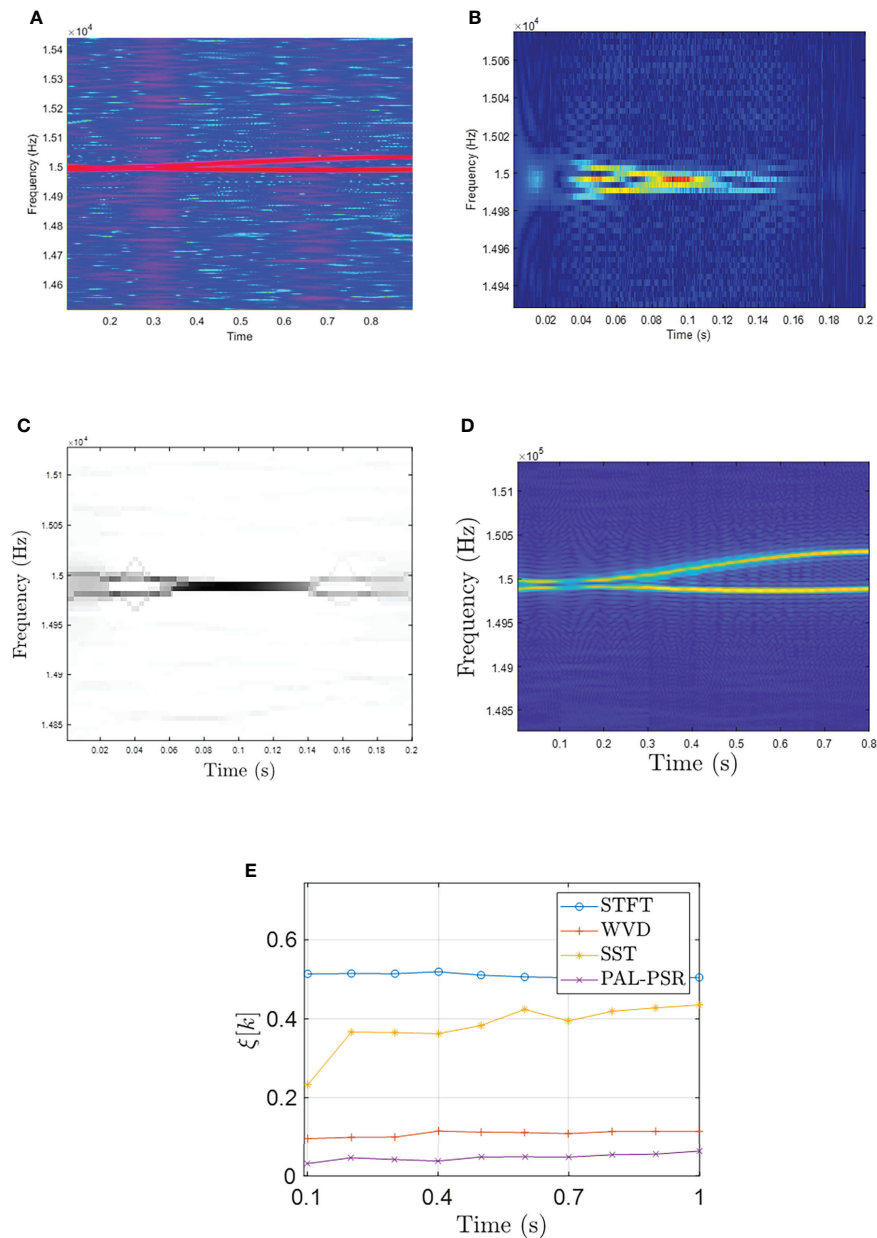 A
×10⁴
Frequency (Hz)
1.54
1.53
1.52
1.51
1.5
1.49
1.48
1.47
1.46
0.2 0.3 0.4 0.5 0.6 0.7 0.8
Time
B
×10⁴
Frequency (Hz)
1.506
1.504
1.502
1.5
1.498
1.496
1.494
0.02 0.04 0.06 0.08 0.1 0.12 0.14 0.16 0.18 0.2
Time (s)
C
×10⁴
Frequency (Hz)
1.51
1.505
1.5
1.495
1.49
1.485
0.02 0.04 0.06 0.08 0.1 0.12 0.14 0.16 0.18 0.2
Time (s)
D
×10⁵
Frequency (Hz)
1.51
1.505
1.5
1.495
1.49
1.485
0.1 0.2 0.3 0.4 0.5 0.6 0.7 0.8
Time (s)
E
ξ[k]
0.6
0.4
0.2
0
STFT
WVD
SST
PAL-PSR
0.1 0.4 0.7 1
Time (s)